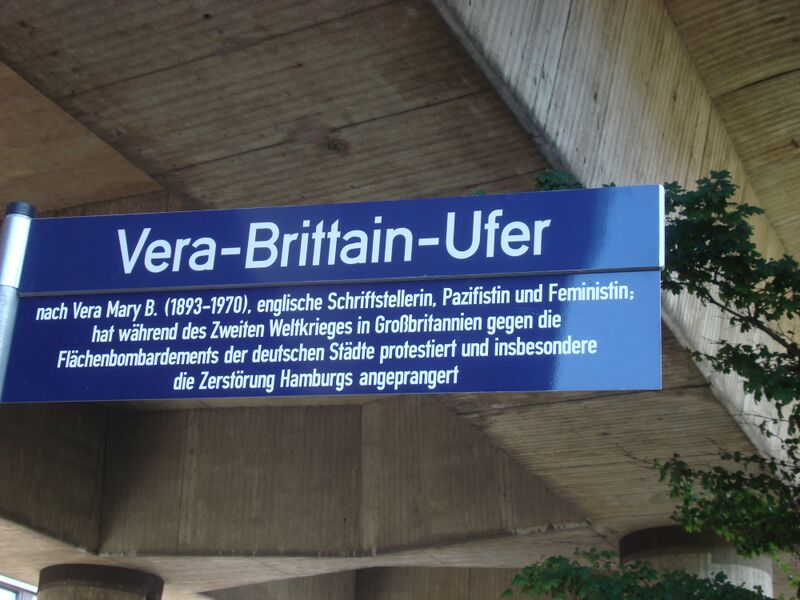 Vera-Brittain-Ufer
nach Vera Mary B. (1893-1970), englische Schriftstellerin, Pazifistin und Feministin;
hat während des Zweiten Weltkrieges in Großbritannien gegen die
Flächenbombardements der deutschen Städte protestiert und insbesondere
die Zerstörung Hamburgs angeprangert